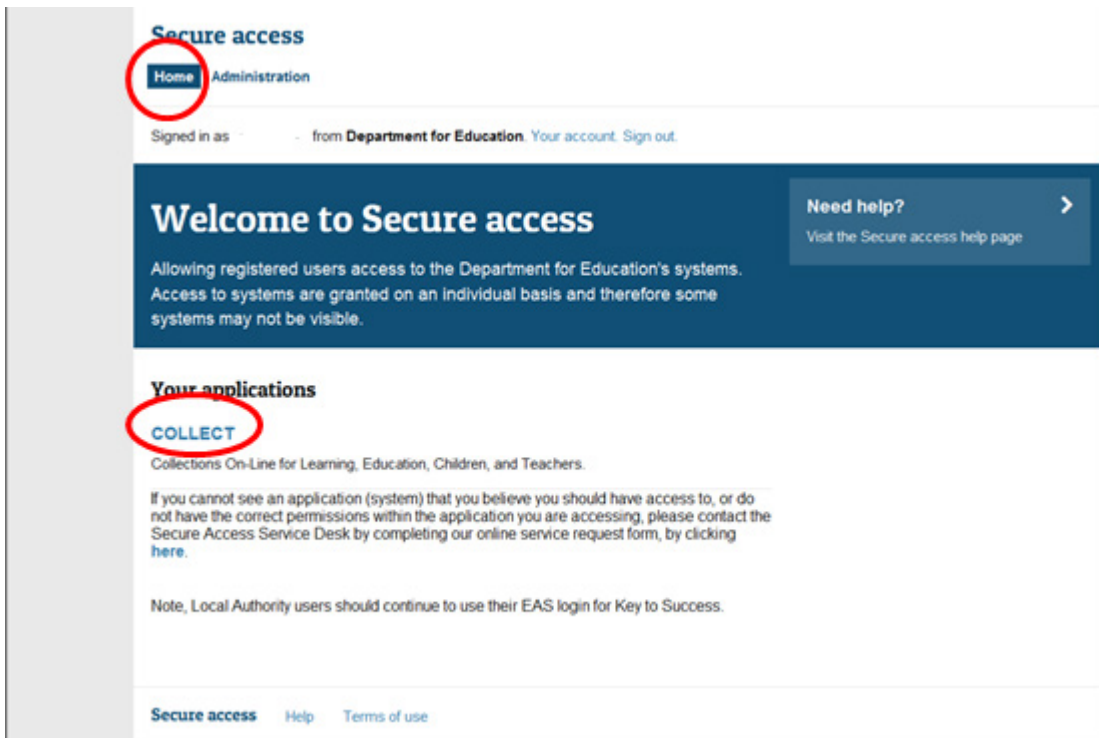 Secure access
Home Administration
Signed in as from Department for Education. Your account. Sign out.
Welcome to Secure access
Allowing registered users access to the Department for Education's systems.
Access to systems are granted on an individual basis and therefore some
systems may not be visible.
Need help?
Visit the Secure access help page
Your applications
COLLECT
Collections On-Line for Learning, Education, Children, and Teachers.
If you cannot see an application (system) that you believe you should have access to, or do
not have the correct permissions within the application you are accessing, please contact the
Secure Access Service Desk by completing our online service request form, by clicking
here.
Note, Local Authority users should continue to use their EAS login for Key to Success.
Secure access Help Terms of use